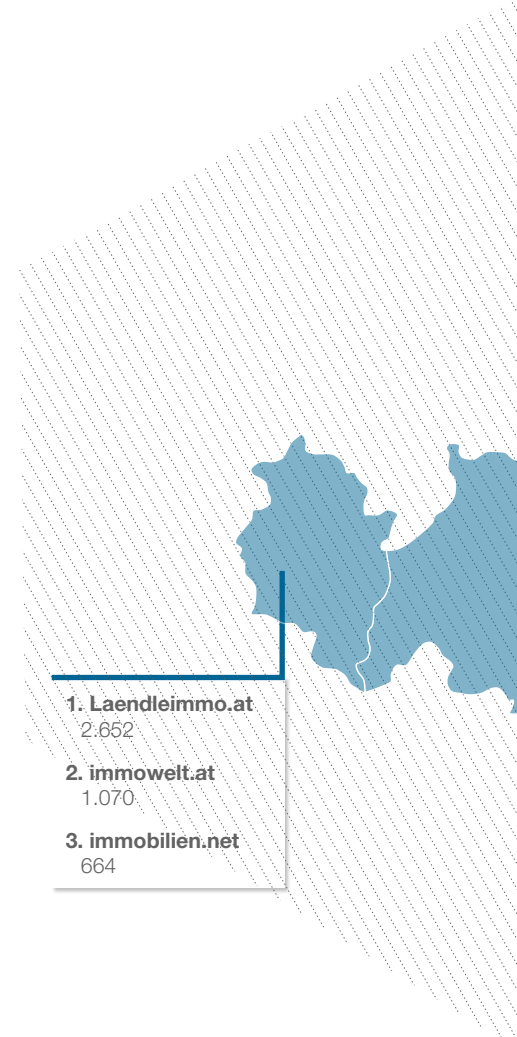 1. Laendleimmo.at
2.652
2. immowelt.at
1.070
3. immobilien.net
664